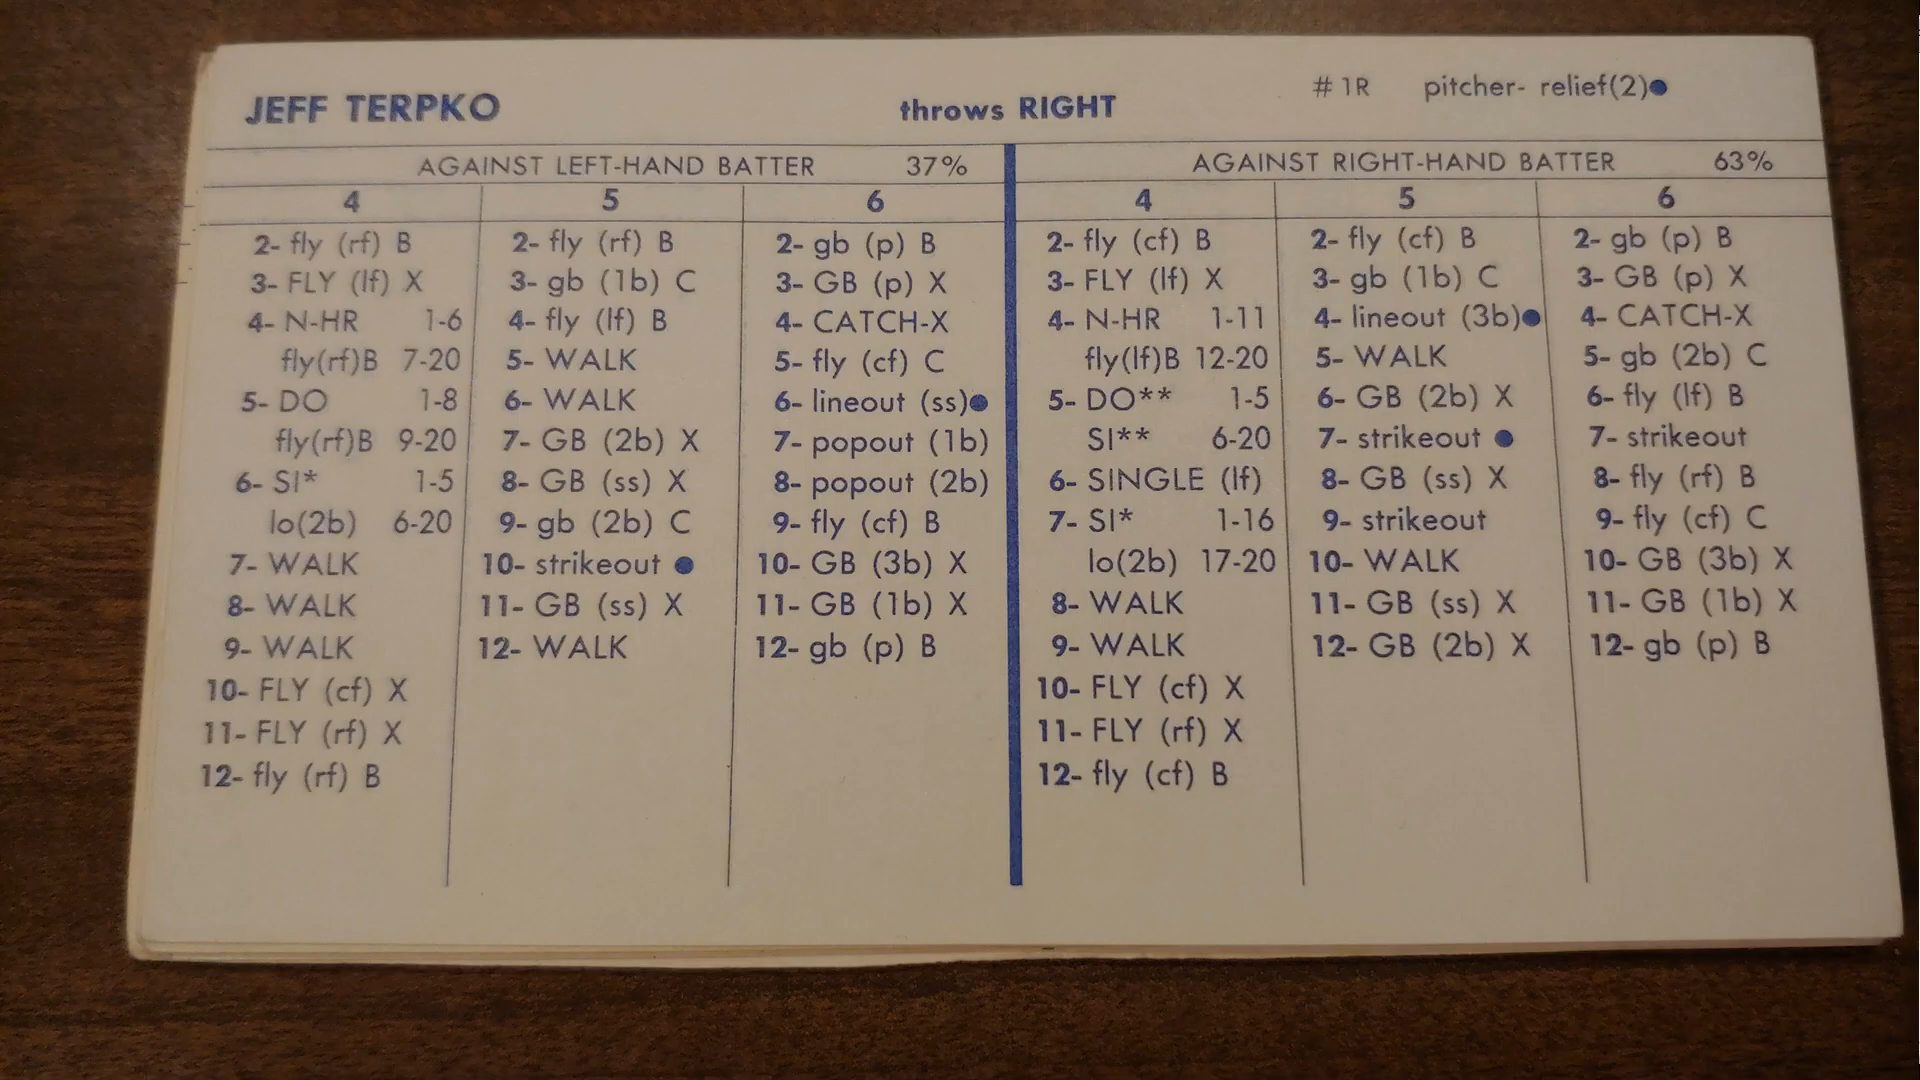 JEFF TERPKO throws RIGHT # 1R pitcher- relief(2)●
AGAINST LEFT-HAND BATTER 37%
4
2- fly (rf) B
3- FLY (lf) X
4- N-HR 1-6
fly(rf)B 7-20
5- DO 1-8
fly(rf)B 9-20
6- SI* 1-5
lo(2b) 6-20
7- WALK
8- WALK
9- WALK
10- FLY (cf) X
11- FLY (rf) X
12- fly (rf) B
5
2- fly (rf) B
3- gb (1b) C
4- fly (lf) B
5- WALK
6- WALK
7- GB (2b) X
8- GB (ss) X
9- gb (2b) C
10- strikeout ●
11- GB (ss) X
12- WALK
6
2- gb (p) B
3- GB (p) X
4- CATCH-X
5- fly (cf) C
6- lineout (ss)●
7- popout (1b)
8- popout (2b)
9- fly (cf) B
10- GB (3b) X
11- GB (1b) X
12- gb (p) B
AGAINST RIGHT-HAND BATTER 63%
4
2- fly (cf) B
3- FLY (lf) X
4- N-HR 1-11
fly(lf)B 12-20
5- DO** 1-5
SI** 6-20
6- SINGLE (lf)
7- SI* 1-16
lo(2b) 17-20
8- WALK
9- WALK
10- FLY (cf) X
11- FLY (rf) X
12- fly (cf) B
5
2- fly (cf) B
3- gb (1b) C
4- lineout (3b)●
5- WALK
6- GB (2b) X
7- strikeout ●
8- GB (ss) X
9- strikeout
10- WALK
11- GB (ss) X
12- GB (2b) X
6
2- gb (p) B
3- GB (p) X
4- CATCH-X
5- gb (2b) C
6- fly (lf) B
7- strikeout
8- fly (rf) B
9- fly (cf) C
10- GB (3b) X
11- GB (1b) X
12- gb (p) B